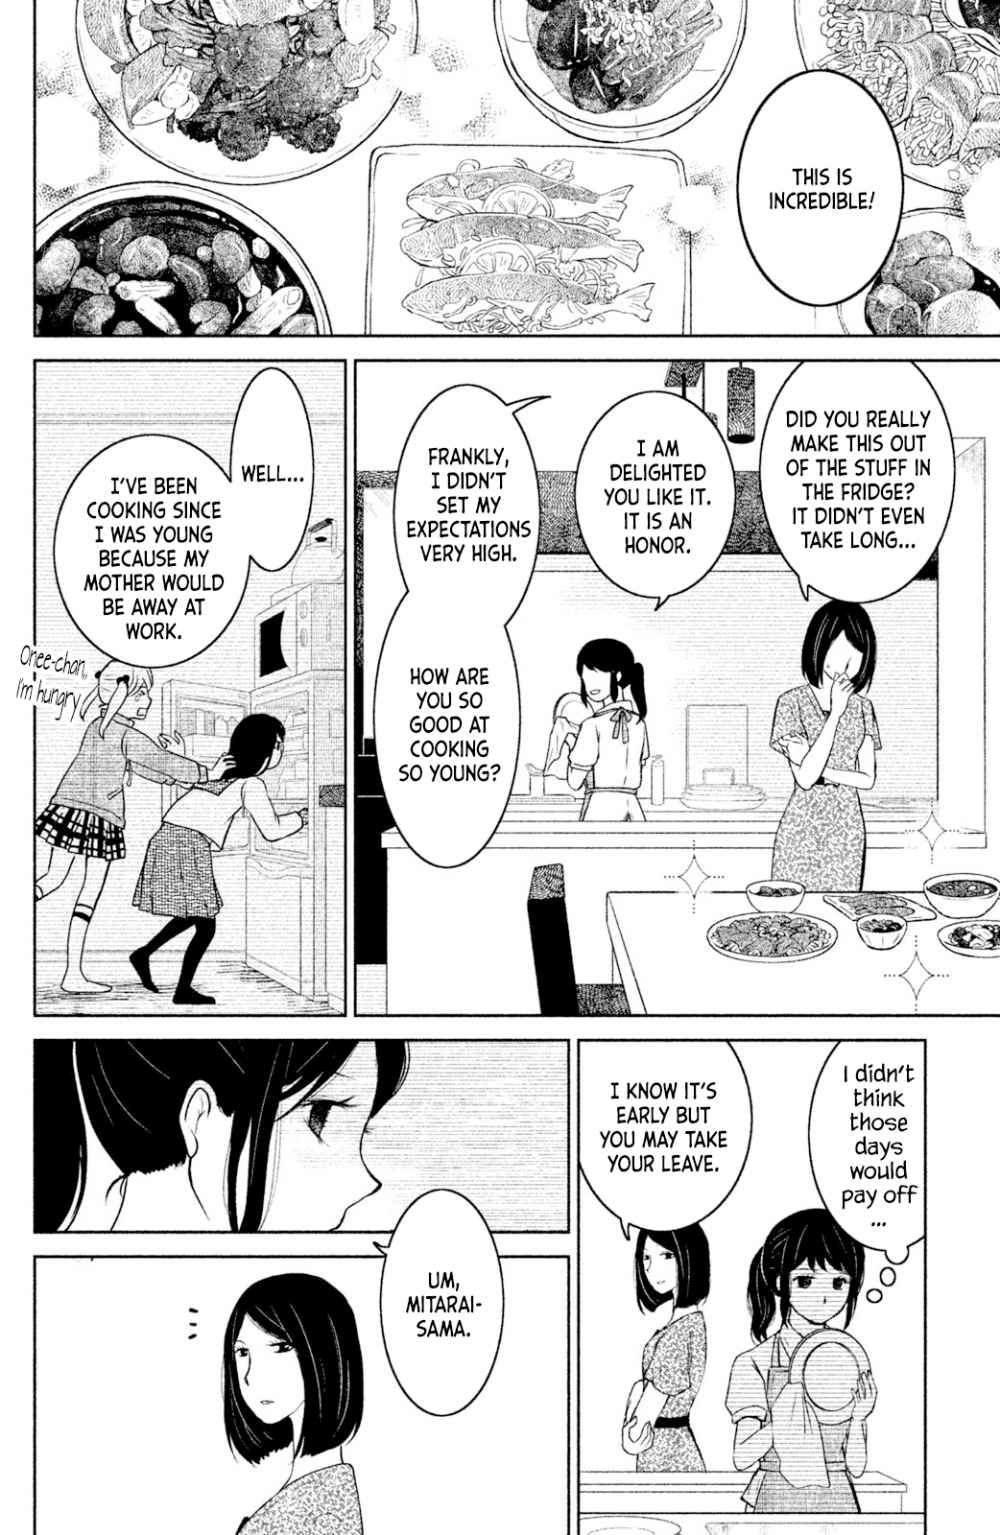 THIS IS
INCREDIBLE!
DID YOU REALLY
MAKE THIS OUT
OF THE STUFF IN
THE FRIDGE?
IT DIDN'T EVEN
TAKE LONG...
I AM
DELIGHTED
YOU LIKE IT.
IT IS AN
HONOR.
FRANKLY,
I DIDN'T
SET MY
EXPECTATIONS
VERY HIGH.
HOW ARE
YOU SO
GOOD AT
COOKING
SO YOUNG?
WELL...
I'VE BEEN
COOKING SINCE
I WAS YOUNG
BECAUSE MY
MOTHER WOULD
BE AWAY AT
WORK.
Onee-chan,
I'm hungry
I didn't
think
those
days
would
pay off
...
I KNOW IT'S
EARLY BUT
YOU MAY TAKE
YOUR LEAVE.
UM,
MITARAI-
SAMA.